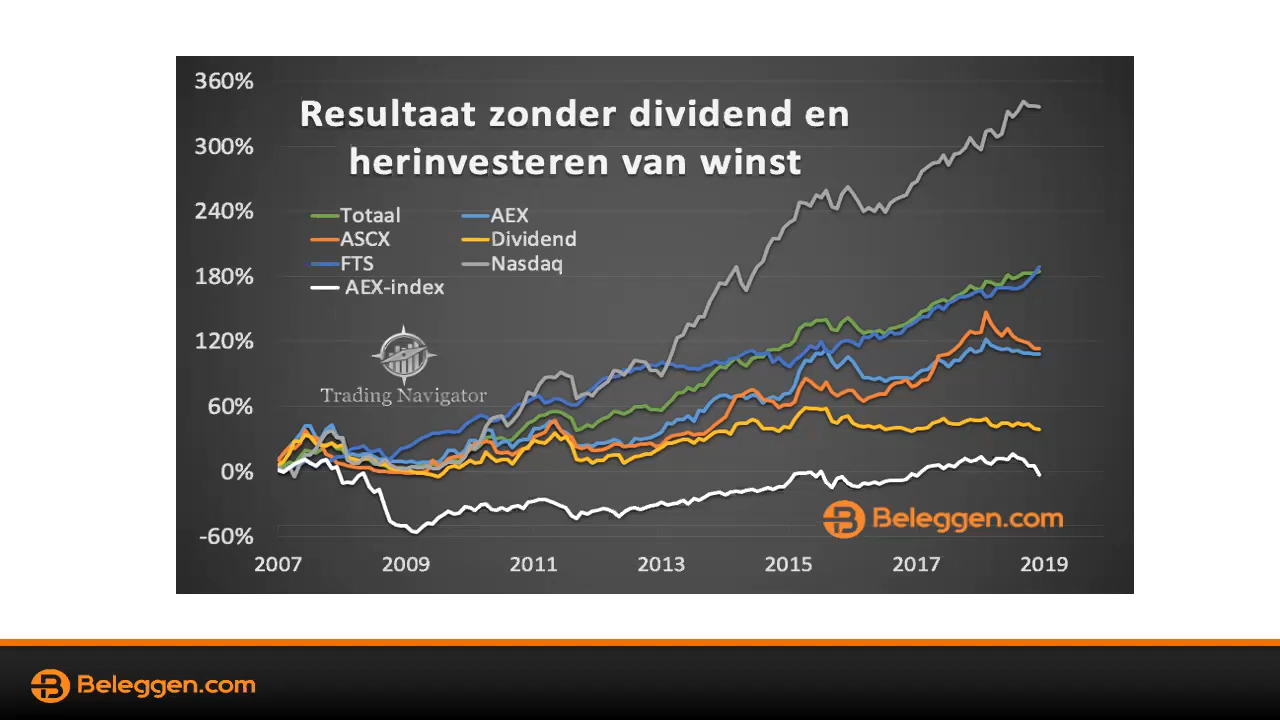 360%
300%
240%
180%
120%
60%
0%
-60%
Resultaat zonder dividend en
herinvesteren van winst
Totaal AEX
ASCX Dividend
FTS Nasdaq
AEX-index
Trading Navigator
Beleggen.com
2007 2009 2011 2013 2015 2017 2019
Beleggen.com